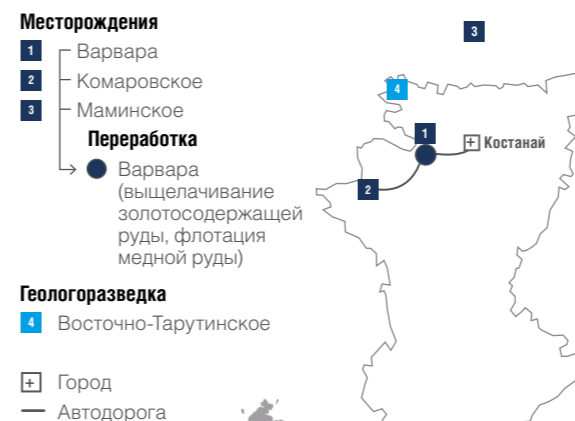 Месторождения
1 Варвара
2 Комаровское
3 Маминское
Переработка
Варвара
(выщелачивание
золотосодержащей
руды, флотация
медной руды)
Геологоразведка
4 Восточно-Тарутинское
Город
Автодорога
3
4
1
Костанай
2